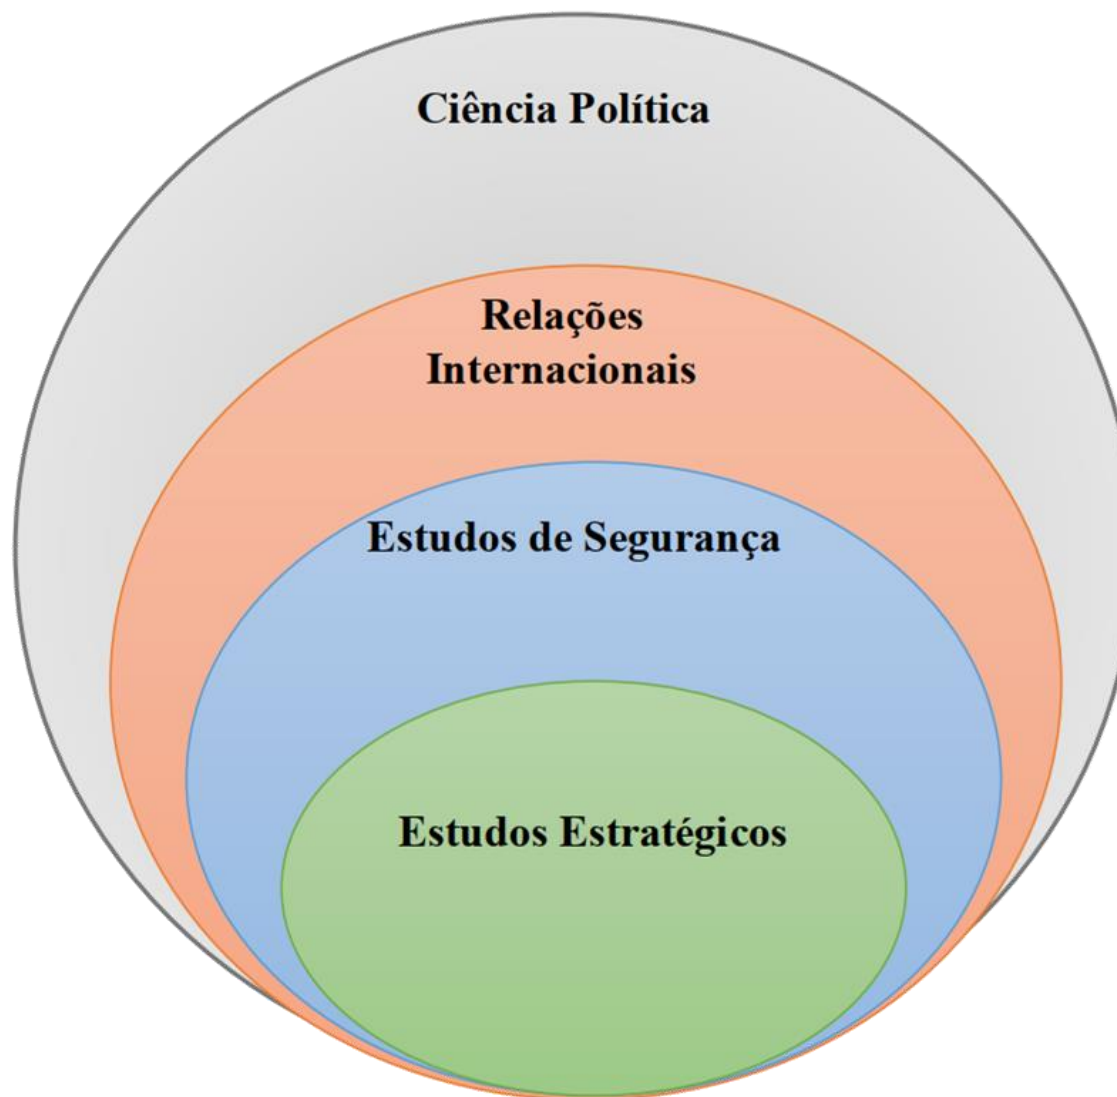 Ciência Política
Relações
Internacionais
Estudos de Segurança
Estudos Estratégicos